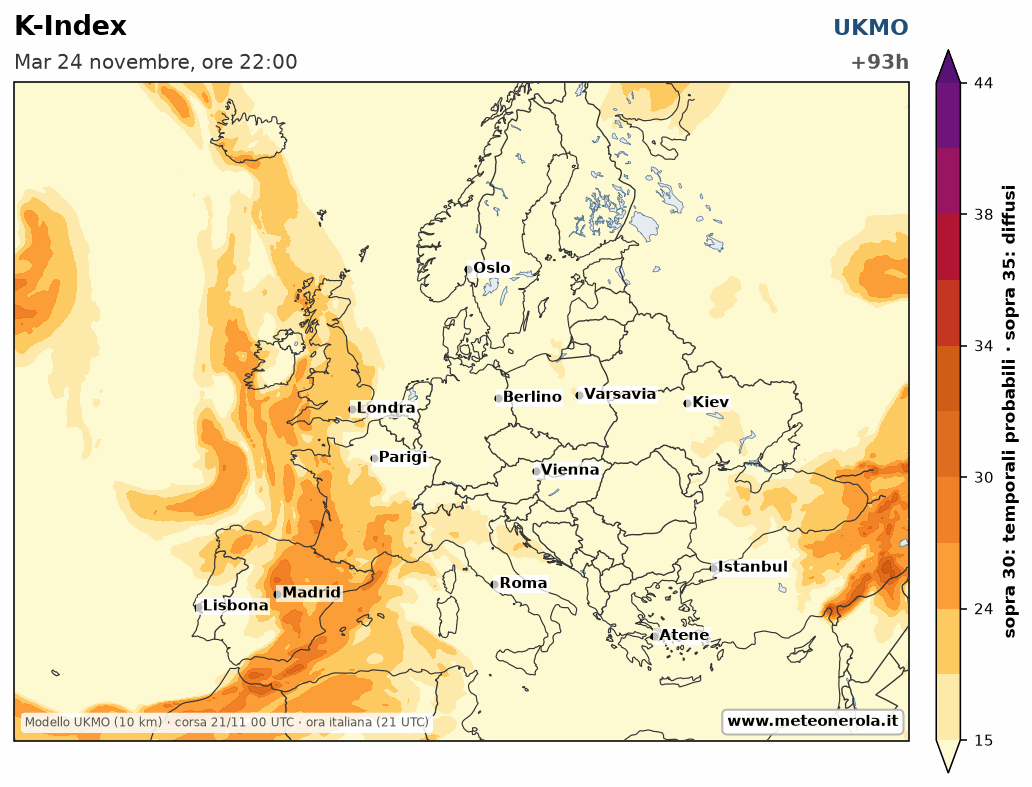 K-Index
UKMO
Mar 24 novembre, ore 22:00
+93h
44
38
34
30
24
15
sopra 30: temporali probabili · sopra 35: diffusi
Oslo
Berlino
Varsavia
Kiev
Londra
Parigi
Vienna
Istanbul
Roma
Madrid
Lisbona
Atene
Modello UKMO (10 km) · corsa 21/11 00 UTC · ora italiana (21 UTC)
www.meteonerola.it